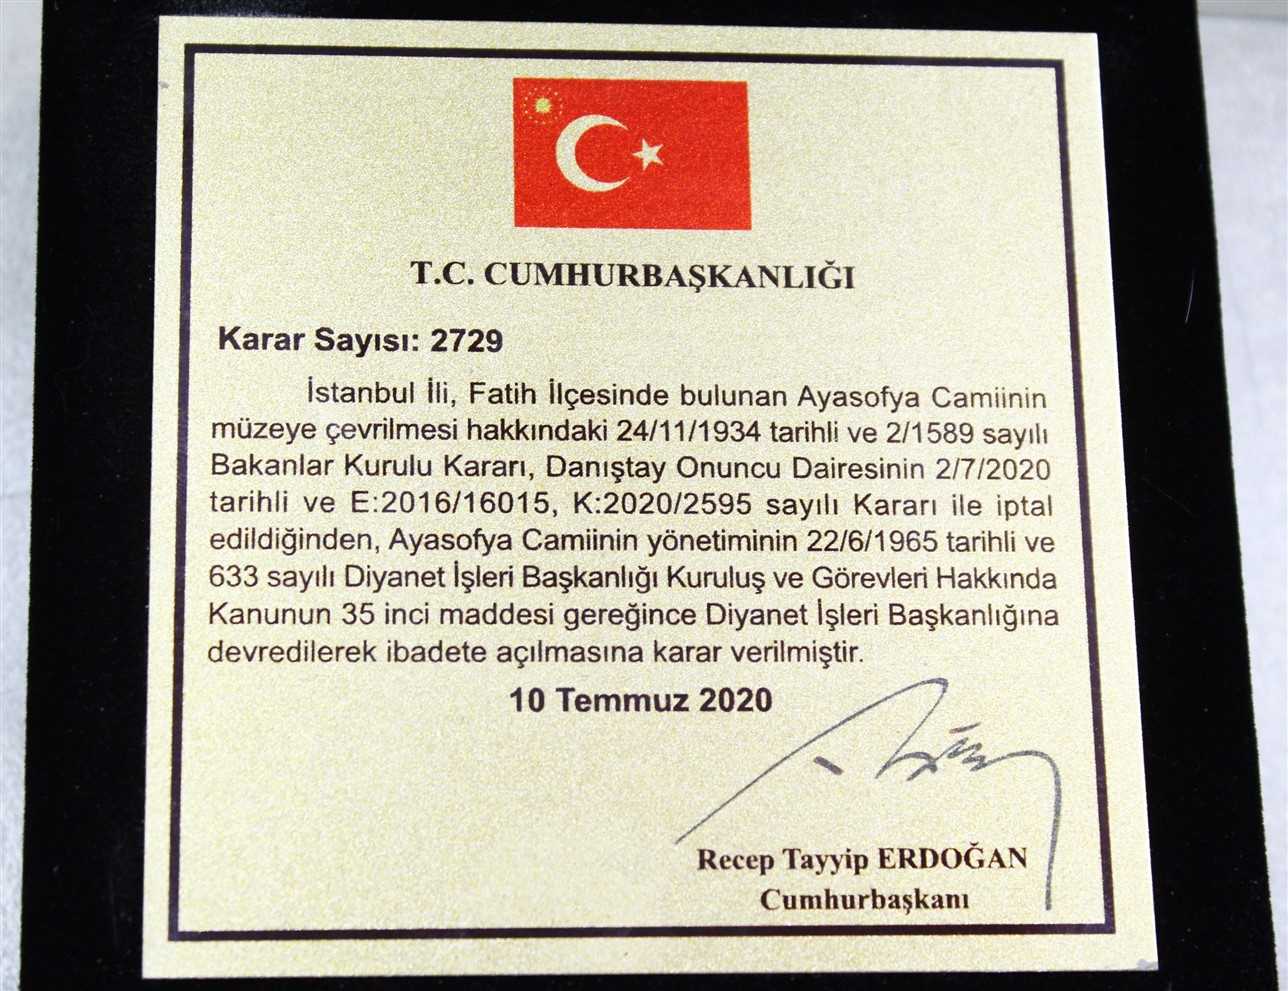 T.C. CUMHURBAŞKANLIĞI
Karar Sayısı: 2729
İstanbul İli, Fatih İlçesinde bulunan Ayasofya Camiinin
müzeye çevrilmesi hakkındaki 24/11/1934 tarihli ve 2/1589 sayılı
Bakanlar Kurulu Kararı, Danıştay Onuncu Dairesinin 2/7/2020
tarihli ve E:2016/16015, K:2020/2595 sayılı Kararı ile iptal
edildiğinden, Ayasofya Camiinin yönetiminin 22/6/1965 tarihli ve
633 sayılı Diyanet İşleri Başkanlığı Kuruluş ve Görevleri Hakkında
Kanunun 35 inci maddesi gereğince Diyanet İşleri Başkanlığına
devredilerek ibadete açılmasına karar verilmiştir.
10 Temmuz 2020
Recep Tayyip ERDOĞAN
Cumhurbaşkanı